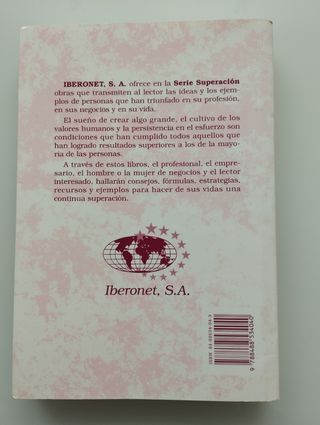 IBERONET, S. A. ofrece en la Serie Superación
obras que transmiten al lector las ideas y los ejem-
plos de personas que han triunfado en su profesión,
en sus negocios y en su vida.
El sueño de crear algo grande, el cultivo de los
valores humanos y la persistencia en el esfuerzo son
condiciones que han cumplido todos aquellos que
han logrado resultados superiores a los de la mayo-
ría de las personas.
A través de estos libros, el profesional, el empre-
sario, el hombre o la mujer de negocios y el lector
interesado, hallarán consejos, fórmulas, estrategias,
recursos y ejemplos para hacer de sus vidas una
continua superación.
Iberonet, S.A.
9 788488 534040